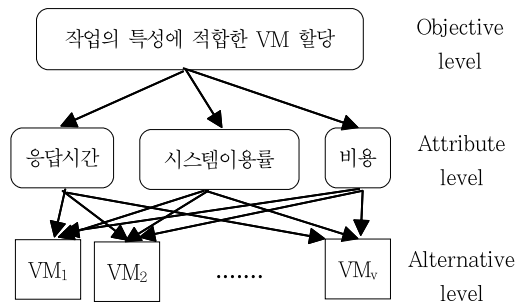 작업의 특성에 적합한 VM 할당
Objective
level
응답시간
시스템이용률
비용
Attribute
level
VM₁
VM₂
.......
VMᵥ
Alternative
level